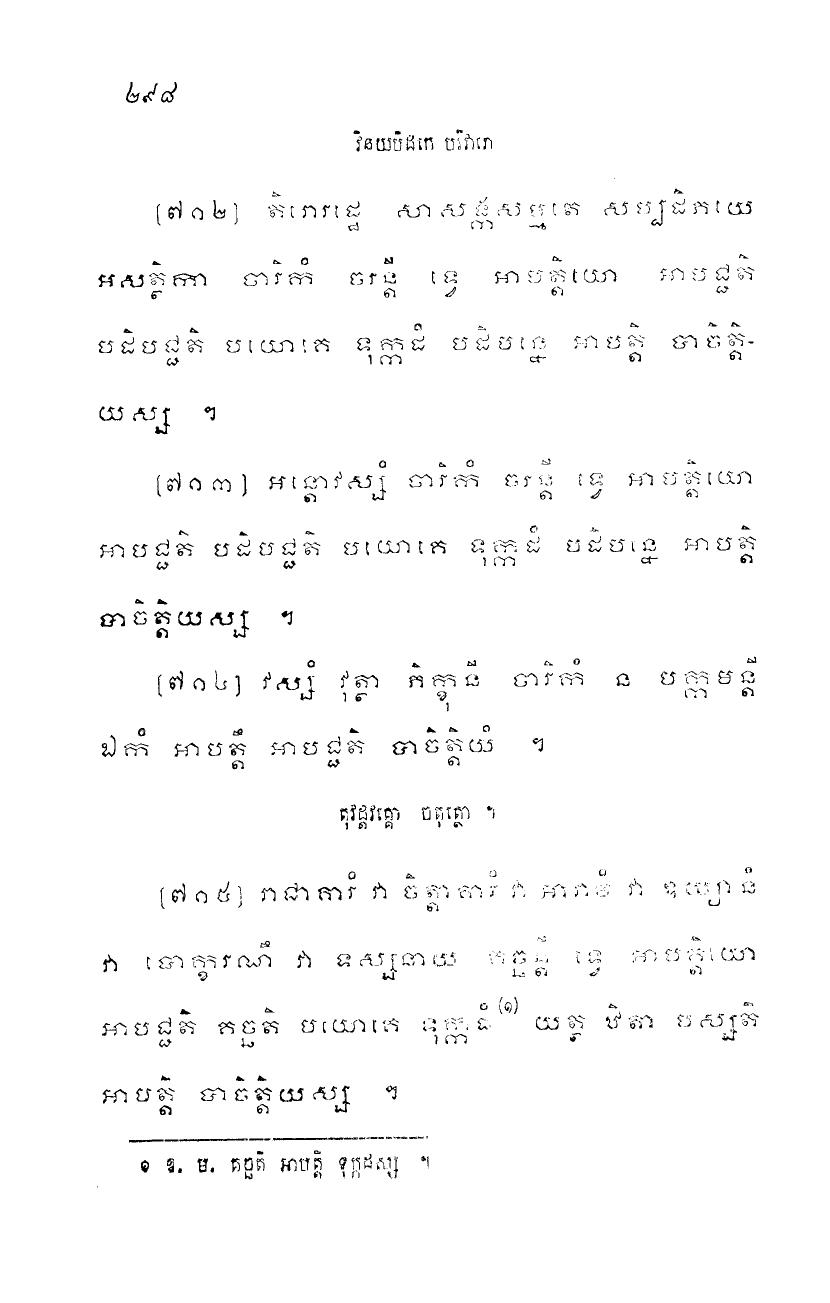 ២៩៨
វិនយបិដកេ បរិវារោ
[៧១២] តិរោរដ្ឋេ សាសង្កសម្មតេ សប្បដិភយេ
អសត្ថិកា ចារិកំ ចរន្តី ទ្វេ អាបត្តិយោ អាបជ្ជតិ
បដិបជ្ជតិ បយោគេ ទុក្កដំ បដិបន្នេ អាបត្តិ បាចិត្តិ-
យស្ស ។
[៧១៣] អន្តោវស្សំ ចារិកំ ចរន្តី ទ្វេ អាបត្តិយោ
អាបជ្ជតិ បដិបជ្ជតិ បយោគេ ទុក្កដំ បដិបន្នេ អាបត្តិ
បាចិត្តិយស្ស ។
[៧១៤] វស្សំ វុត្ថា ភិក្ខុនី ចារិកំ ន បក្កមន្តី
ឯកំ អាបត្តឹ អាបជ្ជតិ បាចិត្តិយំ ។
តុវដ្តវគ្គោ ចតុត្ថោ ។
[៧១៥] រាជាគារំ វា ចិត្តាគារំ វា អារាមំ វា ឧយ្យានំ
វា បោក្ខរណឹ វា ទស្សនាយ គច្ឆន្តី ទ្វេ អាបត្តិយោ
អាបជ្ជតិ គច្ឆតិ បយោគេ ទុក្កដំ (១) យត្ថ ឋិតា បស្សតិ
អាបត្តិ បាចិត្តិយស្ស ។
១ ឧ. ម. គច្ឆតិ អាបត្តិ ទុក្កដស្ស ។